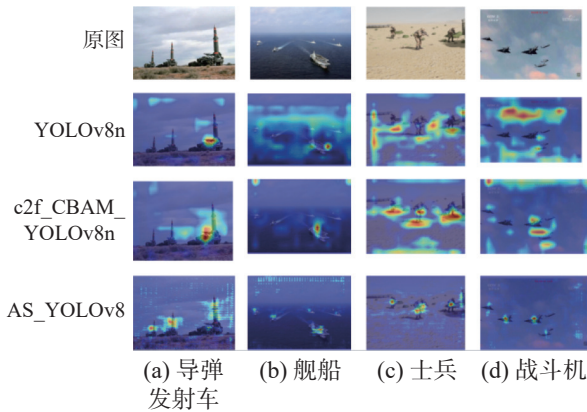 原图
YOLOv8n
c2f_CBAM_
YOLOv8n
AS_YOLOv8
(a) 导弹
发射车
(b) 舰船
(c) 士兵
(d) 战斗机